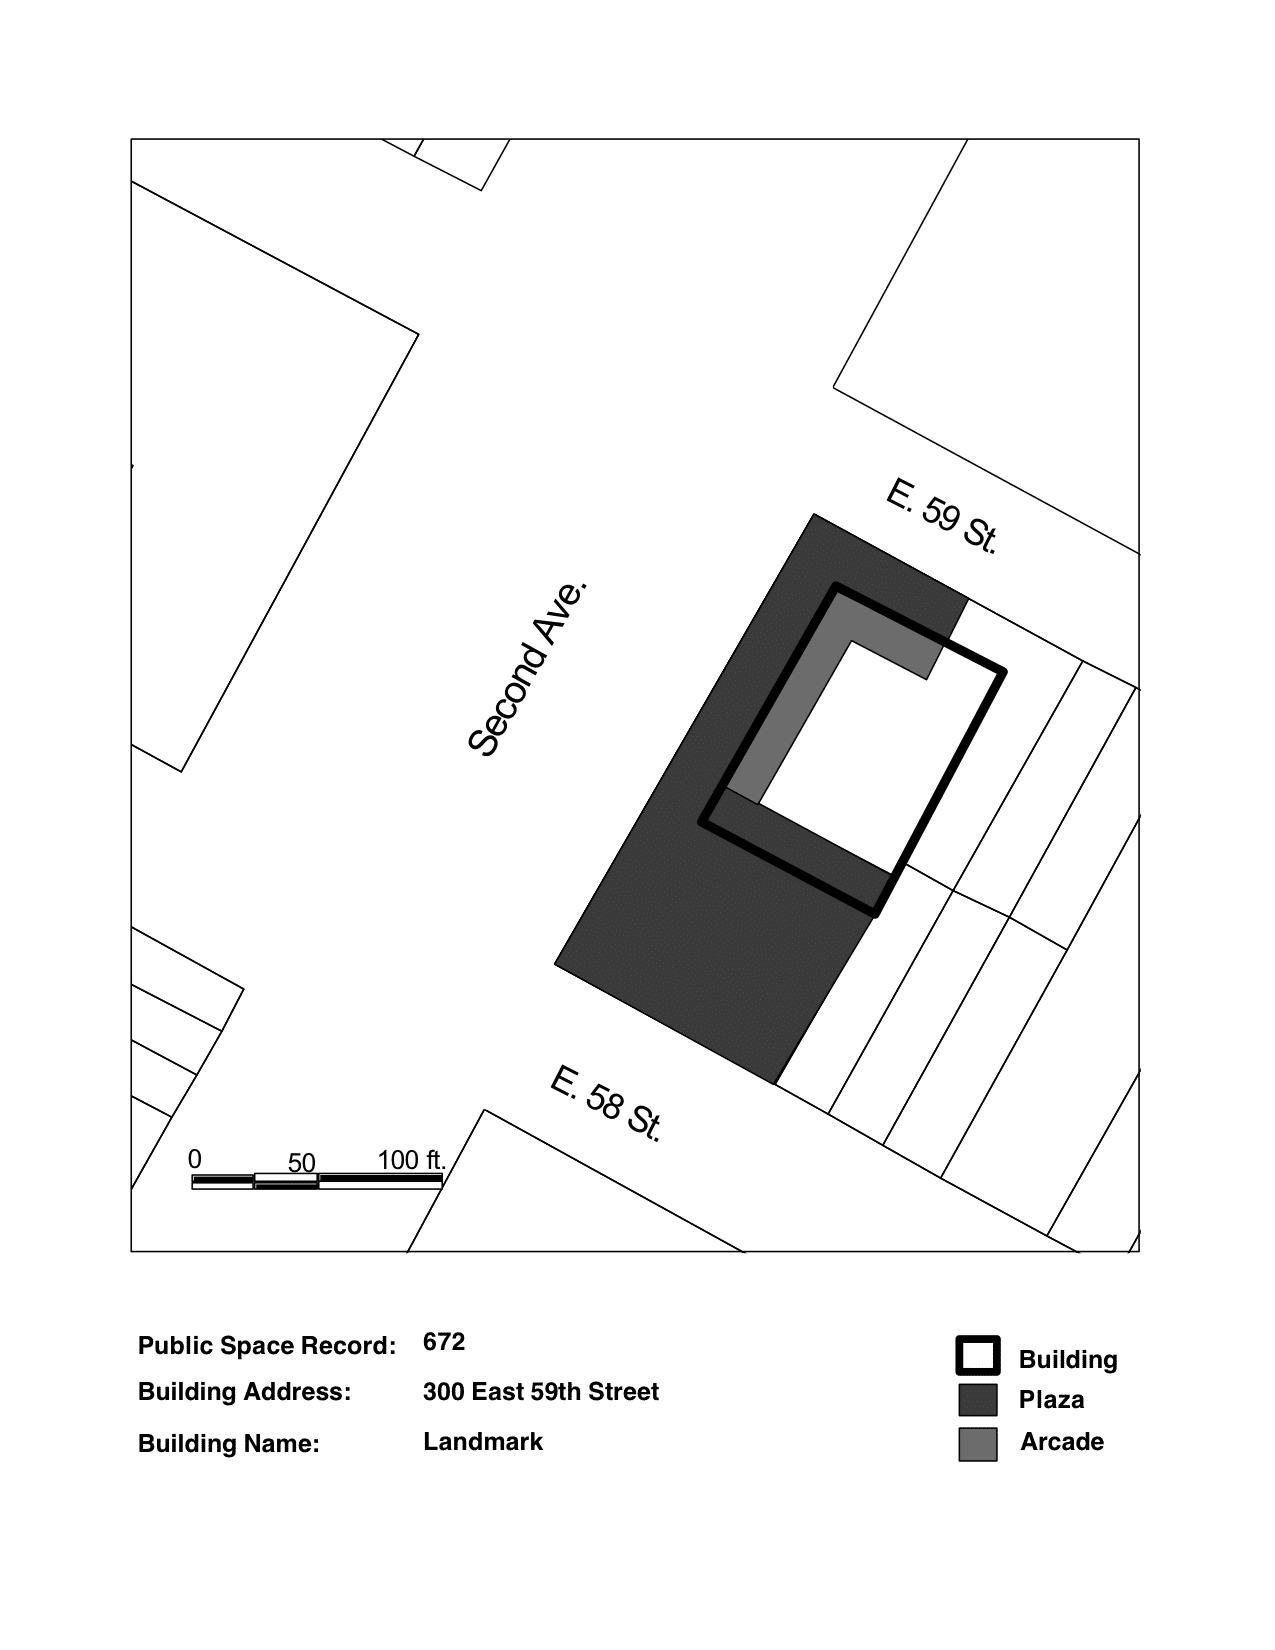 E. 59 St.
Second Ave.
E. 58 St.
0 50 100 ft.
Public Space Record: 672
Building Address: 300 East 59th Street
Building Name: Landmark
Building
Plaza
Arcade